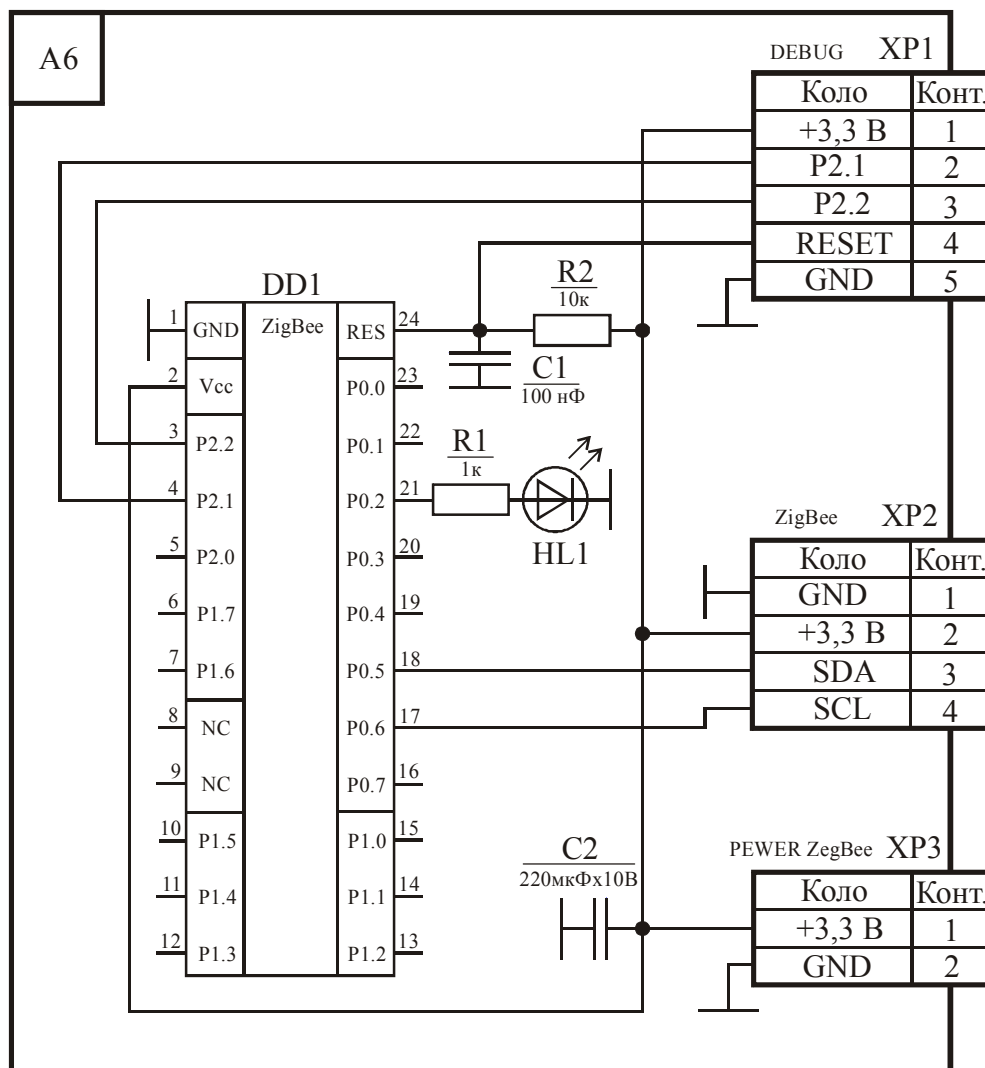 A6
DEBUG XP1
Коло Конт.
+3,3 В 1
P2.1 2
P2.2 3
RESET 4
GND 5
DD1
ZigBee
1 GND
2 Vcc
3 P2.2
4 P2.1
5 P2.0
6 P1.7
7 P1.6
8 NC
9 NC
10 P1.5
11 P1.4
12 P1.3
RES 24
P0.0 23
P0.1 22
P0.2 21
P0.3 20
P0.4 19
P0.5 18
P0.6 17
P0.7 16
P1.0 15
P1.1 14
P1.2 13
R2
10к
C1
100 нФ
R1
1к
HL1
ZigBee XP2
Коло Конт.
GND 1
+3,3 В 2
SDA 3
SCL 4
C2
220мкФх10В
PEWER ZegBee XP3
Коло Конт.
+3,3 В 1
GND 2